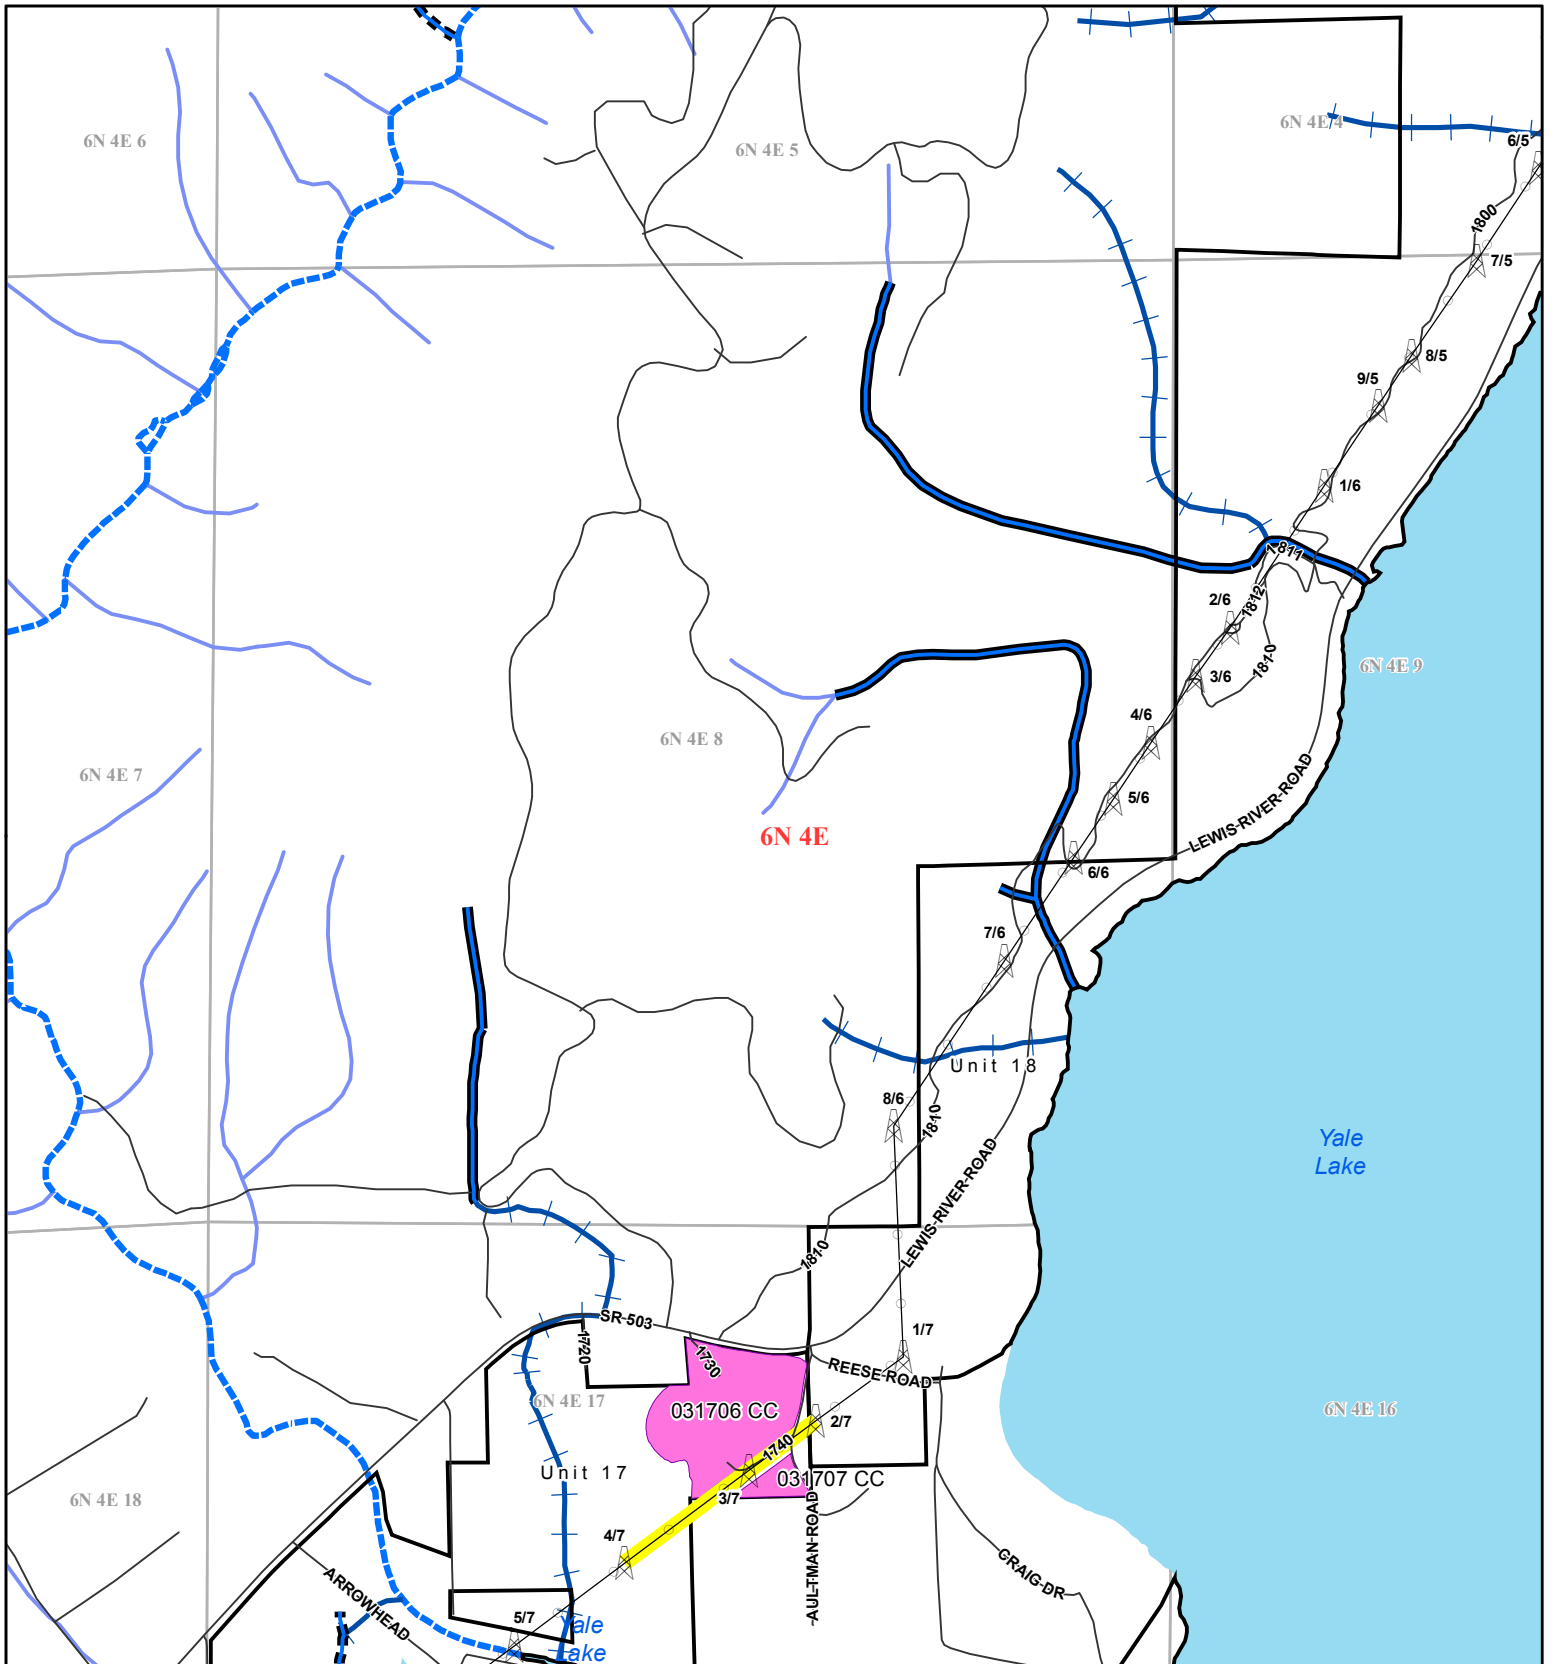 6N 4E 6
6N 4E 5
6N 4E 4
6/5
1800
7/5
8/5
9/5
1/6
1811
2/6
1812
1810
3/6
6N 4E 9
4/6
6N 4E 8
6N 4E 7
5/6
LEWIS-RIVER-ROAD
6N 4E
6/6
7/6
Unit 18
8/6
1810
Yale
Lake
LEWIS-RIVER-ROAD
1810
SR 503
1/7
1720
1730
REESE-ROAD
6N 4E 17
031706 CC
2/7
6N 4E 16
1740
Unit 17
031707 CC
6N 4E 18
3/7
4/7
AULTMAN-ROAD
CRAIG-DR
ARROWHEAD
5/7
Yale
Lake